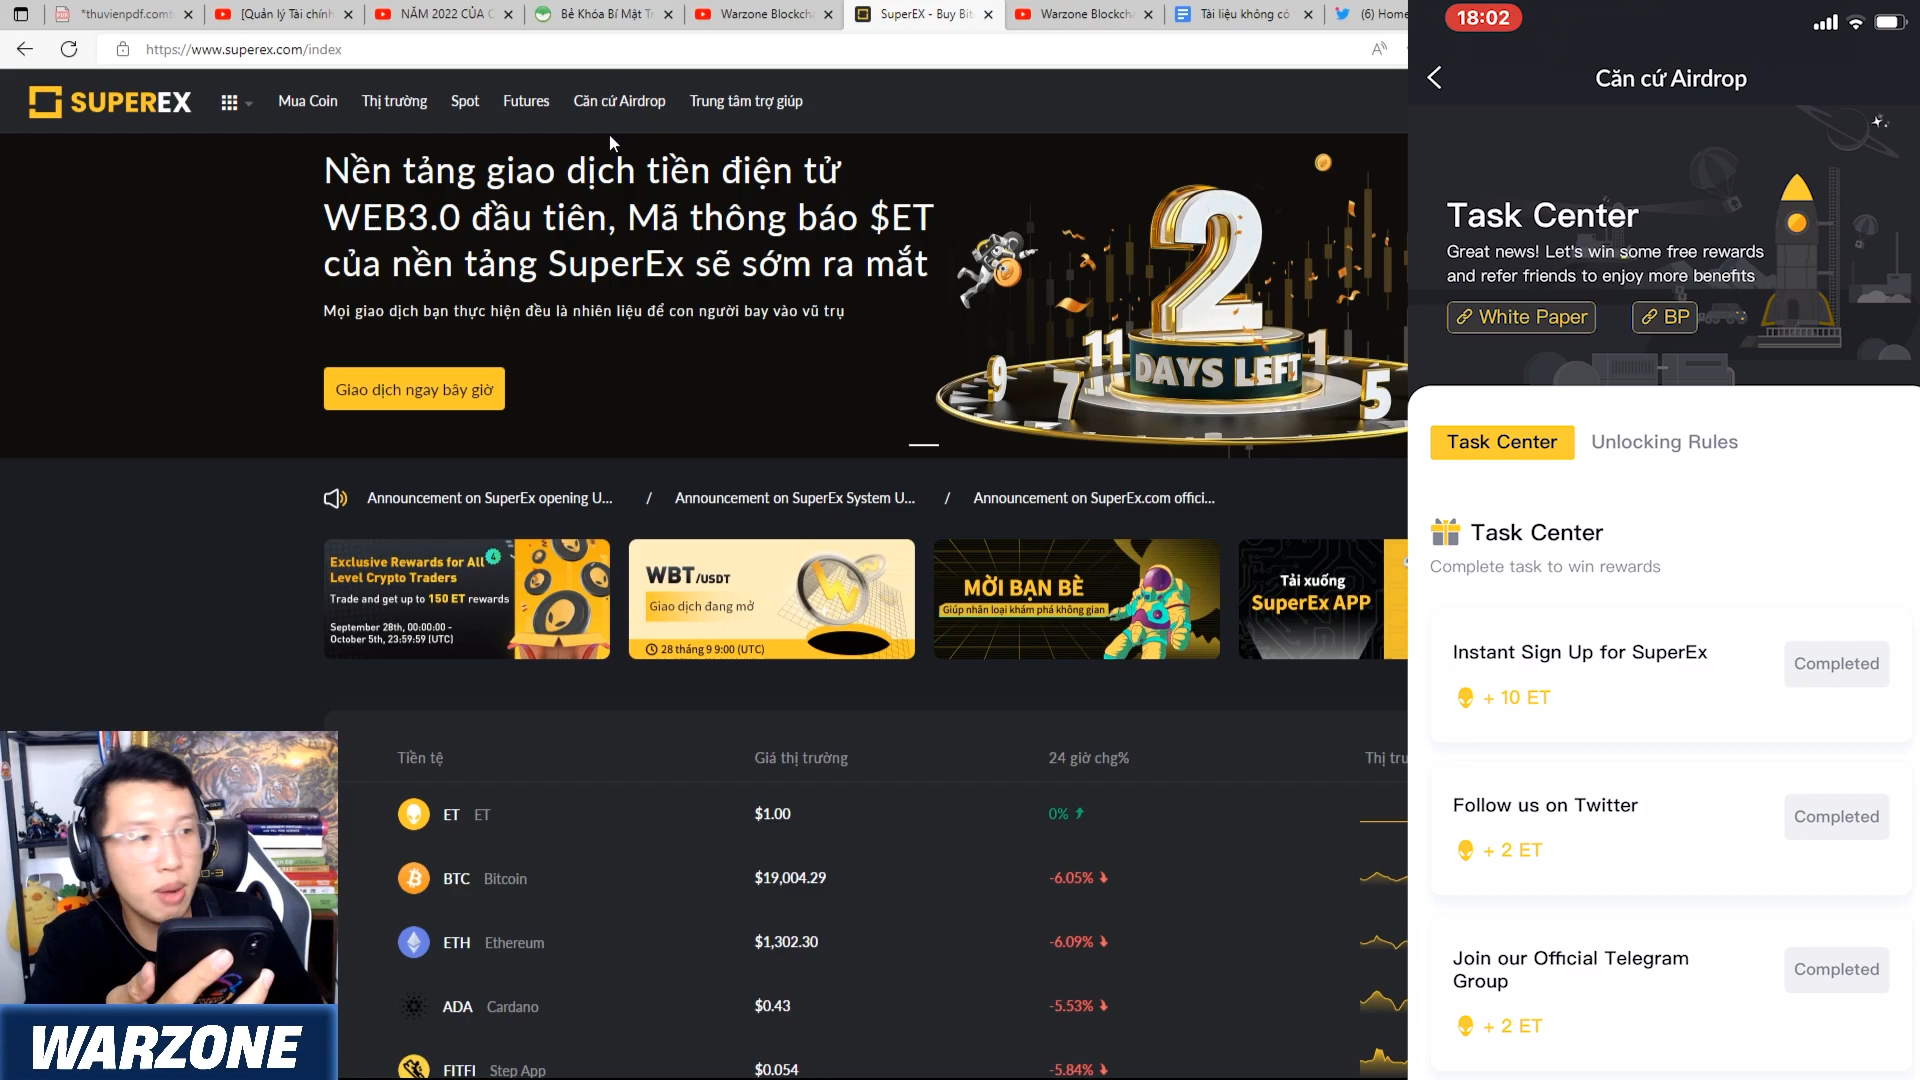 *thuvienpdf.com
[Quản lý Tài chính
NĂM 2022 CỦA C
Bẻ Khóa Bí Mật Tr
Warzone Blockcha
SuperEX - Buy Bit
Warzone Blockcha
Tài liệu không có
(6) Home
https://www.superex.com/index
SUPEREX
Mua Coin
Thị trường
Spot
Futures
Căn cứ Airdrop
Trung tâm trợ giúp
Nền tảng giao dịch tiền điện tử
WEB3.0 đầu tiên, Mã thông báo $ET
của nền tảng SuperEx sẽ sớm ra mắt
Mọi giao dịch bạn thực hiện đều là nhiên liệu để con người bay vào vũ trụ
Giao dịch ngay bây giờ
2
DAYS LEFT
9
7
11
1
5
Announcement on SuperEx opening U... / Announcement on SuperEx System U... / Announcement on SuperEx.com offici...
Exclusive Rewards for All
Level Crypto Traders
Trade and get up to 150 ET rewards
September 28th, 00:00:00 -
October 5th, 23:59:59 (UTC)
WBT/USDT
Giao dịch đang mở
28 tháng 9 9:00 (UTC)
MỜI BẠN BÈ
Giúp nhân loại khám phá không gian
Tải xuống
SuperEx APP
Tiền tệ
Giá thị trường
24 giờ chg%
Thị trư
ET ET $1.00 0%
BTC Bitcoin $19,004.29 -6.05%
ETH Ethereum $1,302.30 -6.09%
ADA Cardano $0.43 -5.53%
FITFI Step App $0.054 -5.84%
WARZONE
18:02
Căn cứ Airdrop
Task Center
Great news! Let's win some free rewards
and refer friends to enjoy more benefits
White Paper
BP
Task Center
Unlocking Rules
Task Center
Complete task to win rewards
Instant Sign Up for SuperEx
Completed
+ 10 ET
Follow us on Twitter
Completed
+ 2 ET
Join our Official Telegram
Group
Completed
+ 2 ET